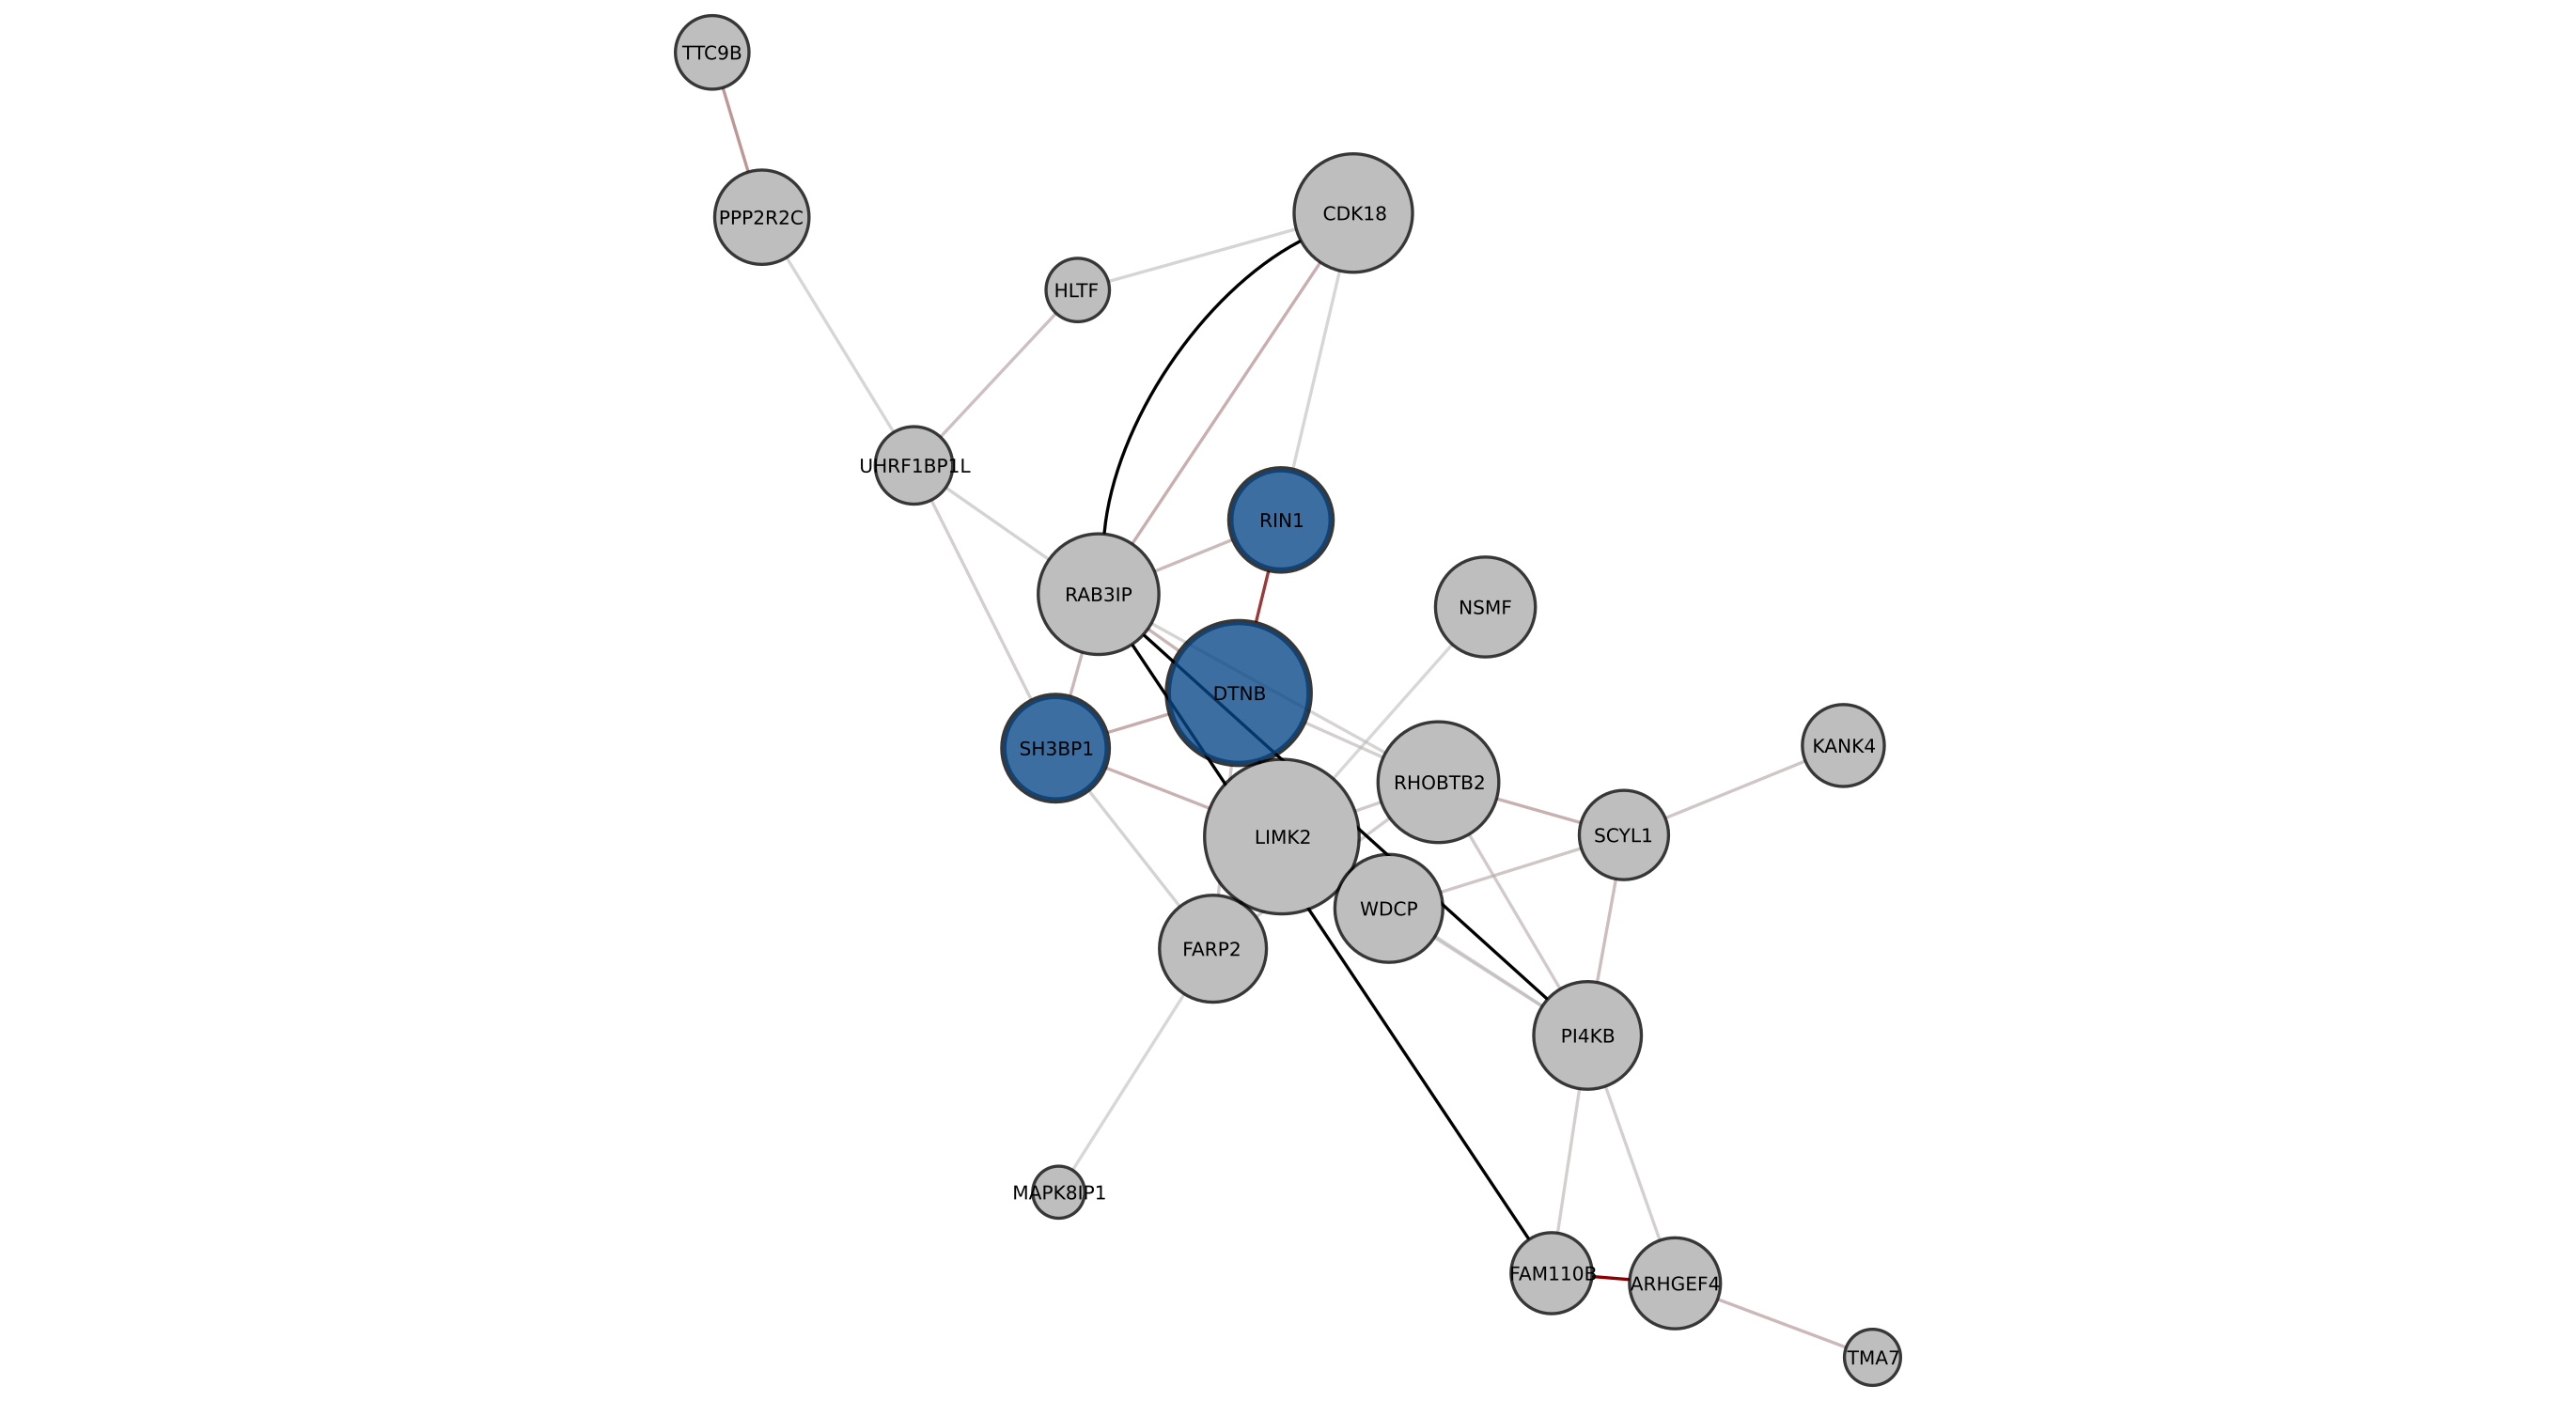 TTC9B
CDK18
PPP2R2C
HLTF
UHRF1BP1L
RIN1
RAB3IP
NSMF
DTNB
KANK4
SH3BP1
RHOBTB2
SCYL1
LIMK2
WDCP
FARP2
PI4KB
MAPK8IP1
FAM110B
ARHGEF4
TMA7